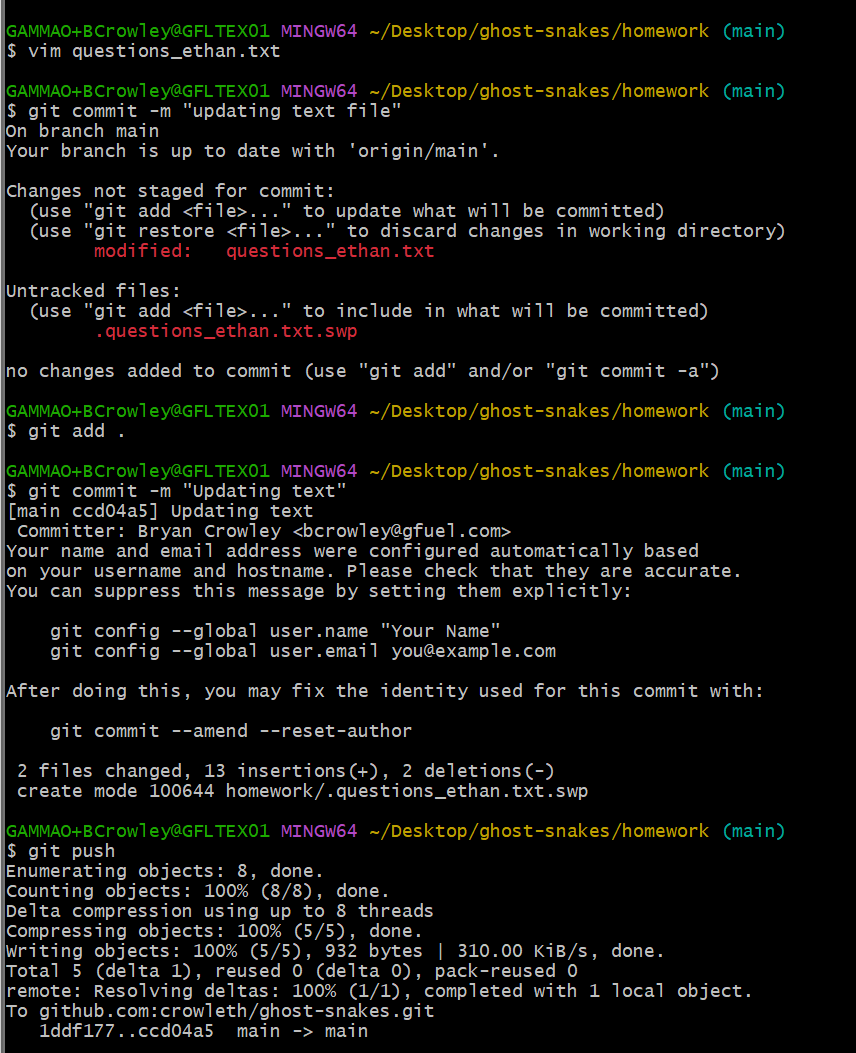 GAMMAO+BCrowley@GFLTEX01 MINGW64 ~/Desktop/ghost-snakes/homework (main)
$ vim questions_ethan.txt
GAMMAO+BCrowley@GFLTEX01 MINGW64 ~/Desktop/ghost-snakes/homework (main)
$ git commit -m "updating text file"
On branch main
Your branch is up to date with 'origin/main'.
Changes not staged for commit:
(use "git add <file>..." to update what will be committed)
(use "git restore <file>..." to discard changes in working directory)
modified:   questions_ethan.txt
Untracked files:
(use "git add <file>..." to include in what will be committed)
.questions_ethan.txt.swp
no changes added to commit (use "git add" and/or "git commit -a")
GAMMAO+BCrowley@GFLTEX01 MINGW64 ~/Desktop/ghost-snakes/homework (main)
$ git add .
GAMMAO+BCrowley@GFLTEX01 MINGW64 ~/Desktop/ghost-snakes/homework (main)
$ git commit -m "Updating text"
[main ccd04a5] Updating text
Committer: Bryan Crowley <bcrowley@gfuel.com>
Your name and email address were configured automatically based
on your username and hostname. Please check that they are accurate.
You can suppress this message by setting them explicitly:
git config --global user.name "Your Name"
git config --global user.email you@example.com
After doing this, you may fix the identity used for this commit with:
git commit --amend --reset-author
2 files changed, 13 insertions(+), 2 deletions(-)
create mode 100644 homework/.questions_ethan.txt.swp
GAMMAO+BCrowley@GFLTEX01 MINGW64 ~/Desktop/ghost-snakes/homework (main)
$ git push
Enumerating objects: 8, done.
Counting objects: 100% (8/8), done.
Delta compression using up to 8 threads
Compressing objects: 100% (5/5), done.
Writing objects: 100% (5/5), 932 bytes | 310.00 KiB/s, done.
Total 5 (delta 1), reused 0 (delta 0), pack-reused 0
remote: Resolving deltas: 100% (1/1), completed with 1 local object.
To github.com:crowleth/ghost-snakes.git
1ddf177..ccd04a5  main -> main